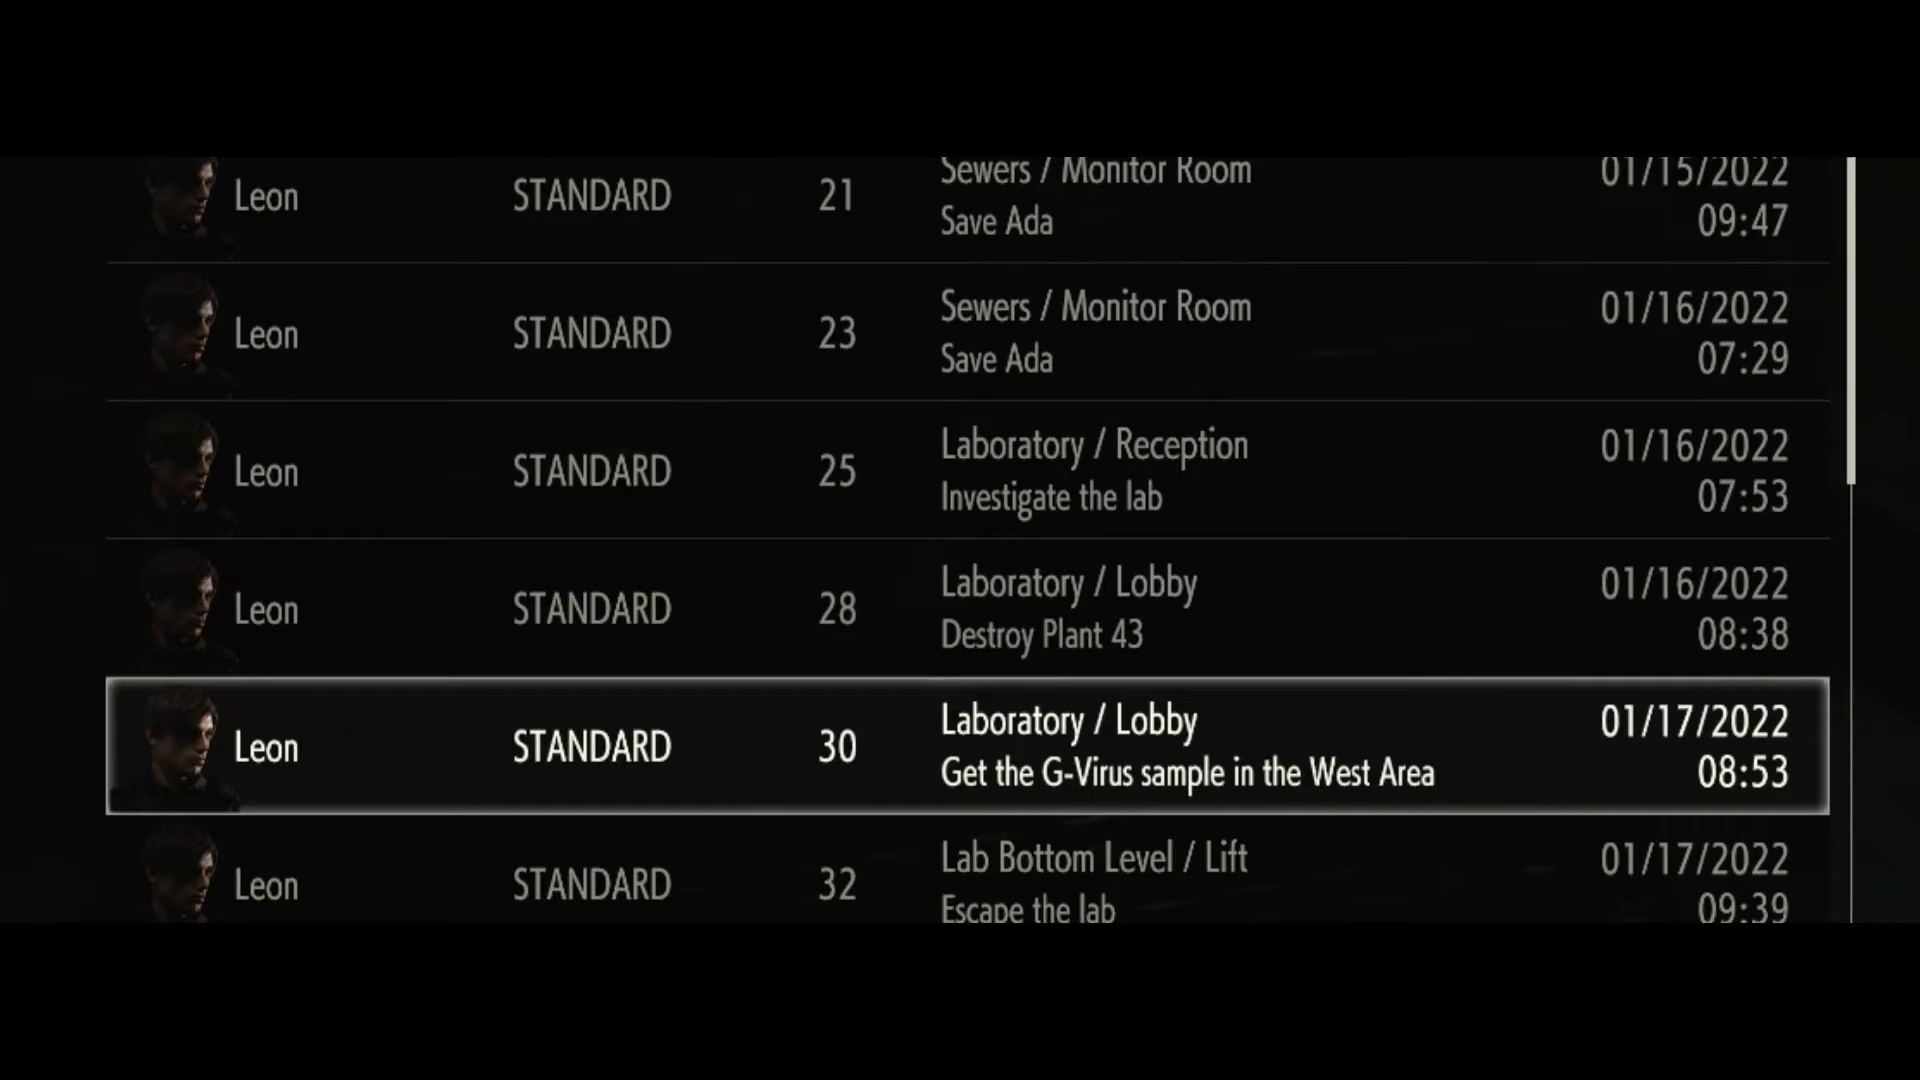 Leon STANDARD 21 Sewers / Monitor Room 01/15/2022
Save Ada 09:47
Leon STANDARD 23 Sewers / Monitor Room 01/16/2022
Save Ada 07:29
Leon STANDARD 25 Laboratory / Reception 01/16/2022
Investigate the lab 07:53
Leon STANDARD 28 Laboratory / Lobby 01/16/2022
Destroy Plant 43 08:38
Leon STANDARD 30 Laboratory / Lobby 01/17/2022
Get the G-Virus sample in the West Area 08:53
Leon STANDARD 32 Lab Bottom Level / Lift 01/17/2022
Escape the lab 09:39